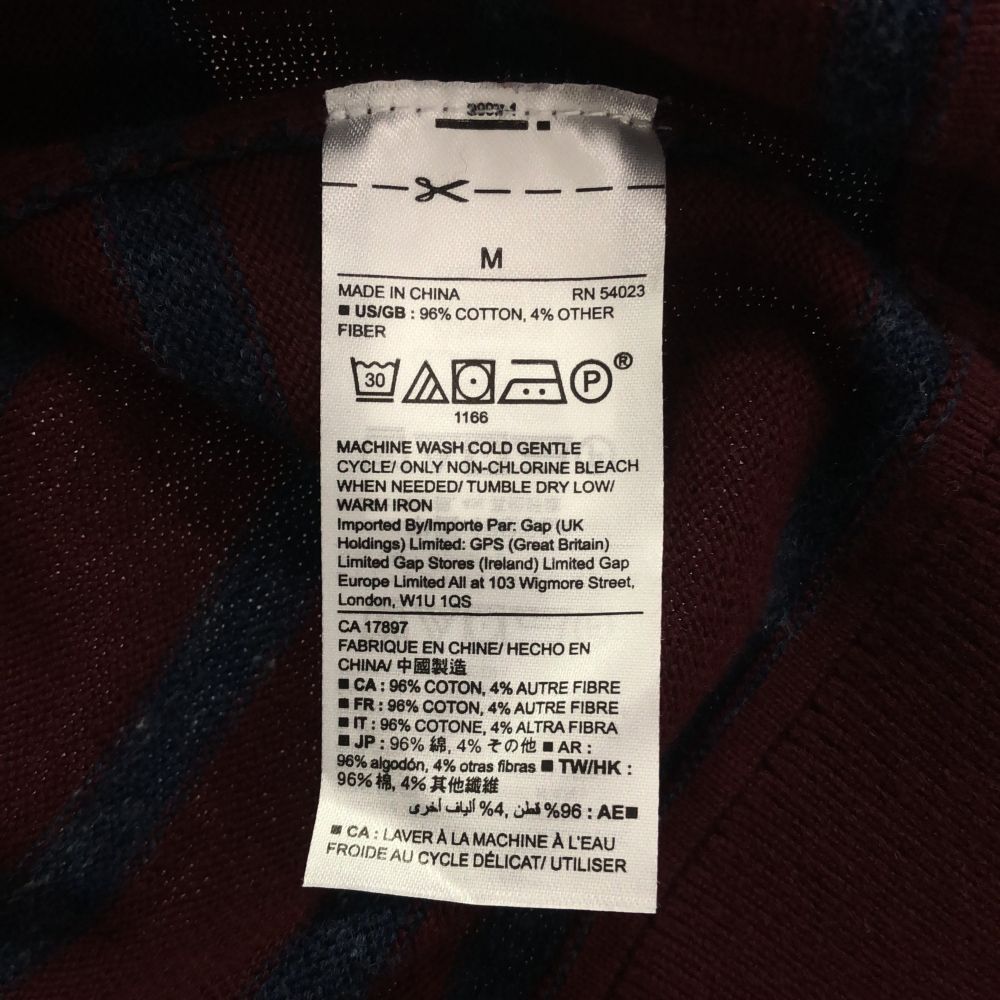 M
MADE IN CHINA RN 54023
■ US/GB : 96% COTTON, 4% OTHER
FIBER
30 P ®
1166
MACHINE WASH COLD GENTLE
CYCLE/ ONLY NON-CHLORINE BLEACH
WHEN NEEDED/ TUMBLE DRY LOW/
WARM IRON
Imported By/Importe Par: Gap (UK
Holdings) Limited: GPS (Great Britain)
Limited Gap Stores (Ireland) Limited Gap
Europe Limited All at 103 Wigmore Street,
London, W1U 1QS
CA 17897
FABRIQUE EN CHINE/ HECHO EN
CHINA/ 中國製造
■ CA : 96% COTON, 4% AUTRE FIBRE
■ FR : 96% COTON, 4% AUTRE FIBRE
■ IT : 96% COTONE, 4% ALTRA FIBRA
■ JP : 96% 綿, 4% その他 ■ AR :
96% algodón, 4% otras fibras ■ TW/HK :
96% 棉, 4% 其他纖維
■AE : 96% قطن, 4% ألياف أخرى
■ CA : LAVER À LA MACHINE À L'EAU
FROIDE AU CYCLE DÉLICAT/ UTILISER